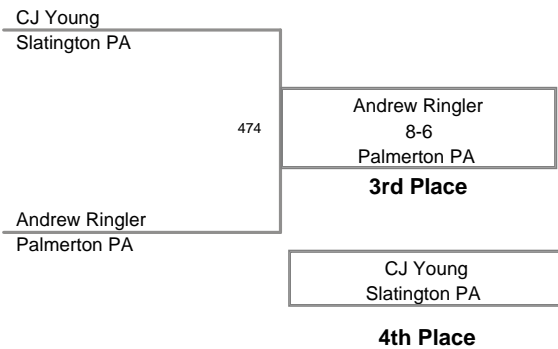 CJ Young
Slatington PA
474
Andrew Ringler
8-6
Palmerton PA
3rd Place
Andrew Ringler
Palmerton PA
CJ Young
Slatington PA
4th Place